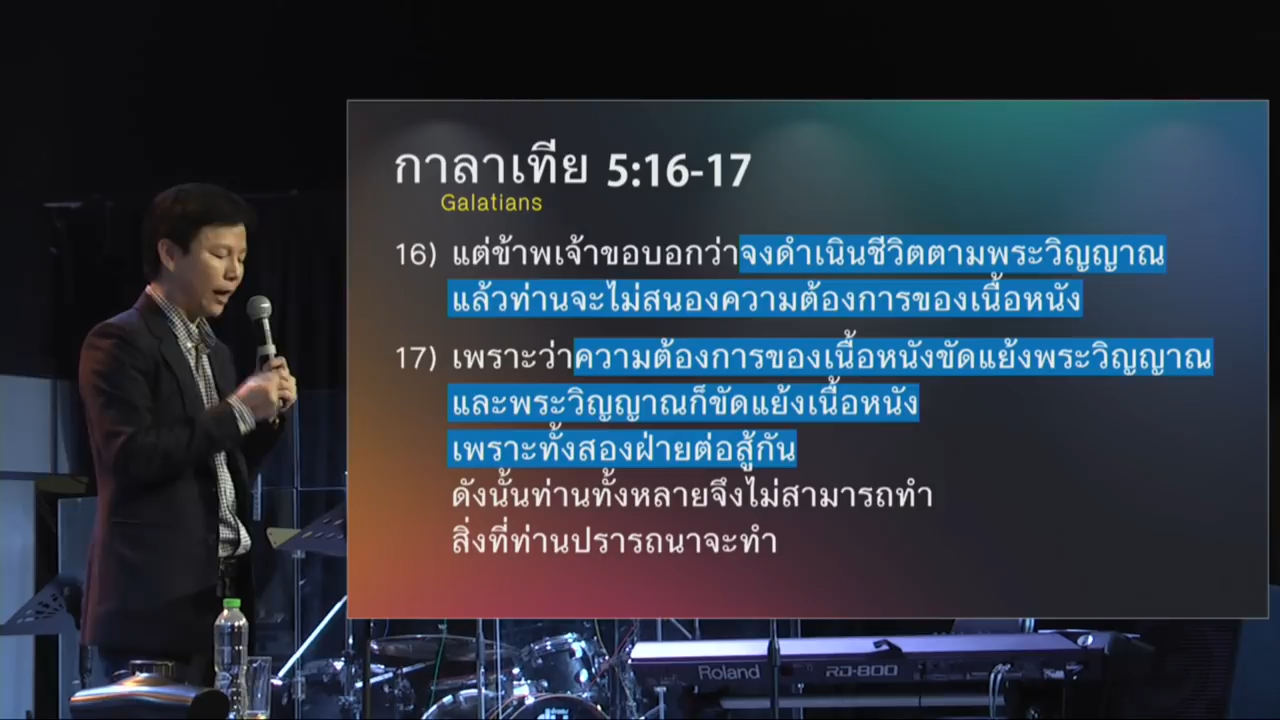 กาลาเทีย 5:16-17
Galatians
16) แต่ข้าพเจ้าขอบอกว่าจงดำเนินชีวิตตามพระวิญญาณ
แล้วท่านจะไม่สนองความต้องการของเนื้อหนัง
17) เพราะว่าความต้องการของเนื้อหนังขัดแย้งพระวิญญาณ
และพระวิญญาณก็ขัดแย้งเนื้อหนัง
เพราะทั้งสองฝ่ายต่อสู้กัน
ดังนั้นท่านทั้งหลายจึงไม่สามารถทำ
สิ่งที่ท่านปรารถนาจะทำ
Roland RD-800